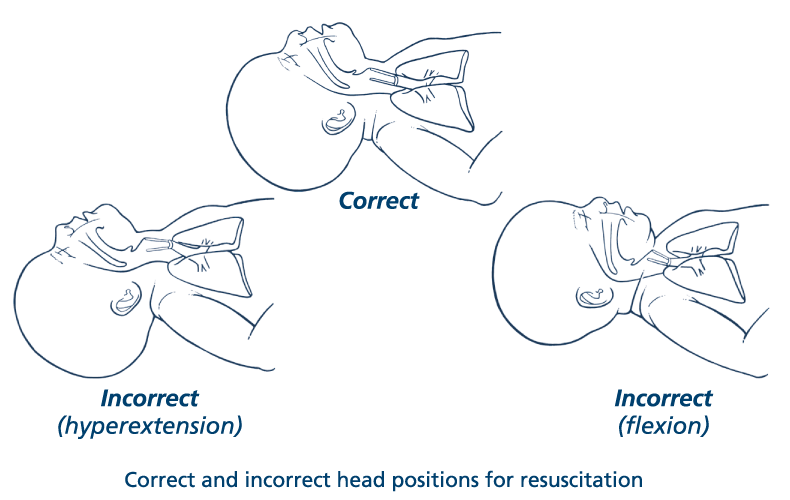 Correct
Incorrect
(hyperextension)
Incorrect
(flexion)
Correct and incorrect head positions for resuscitation